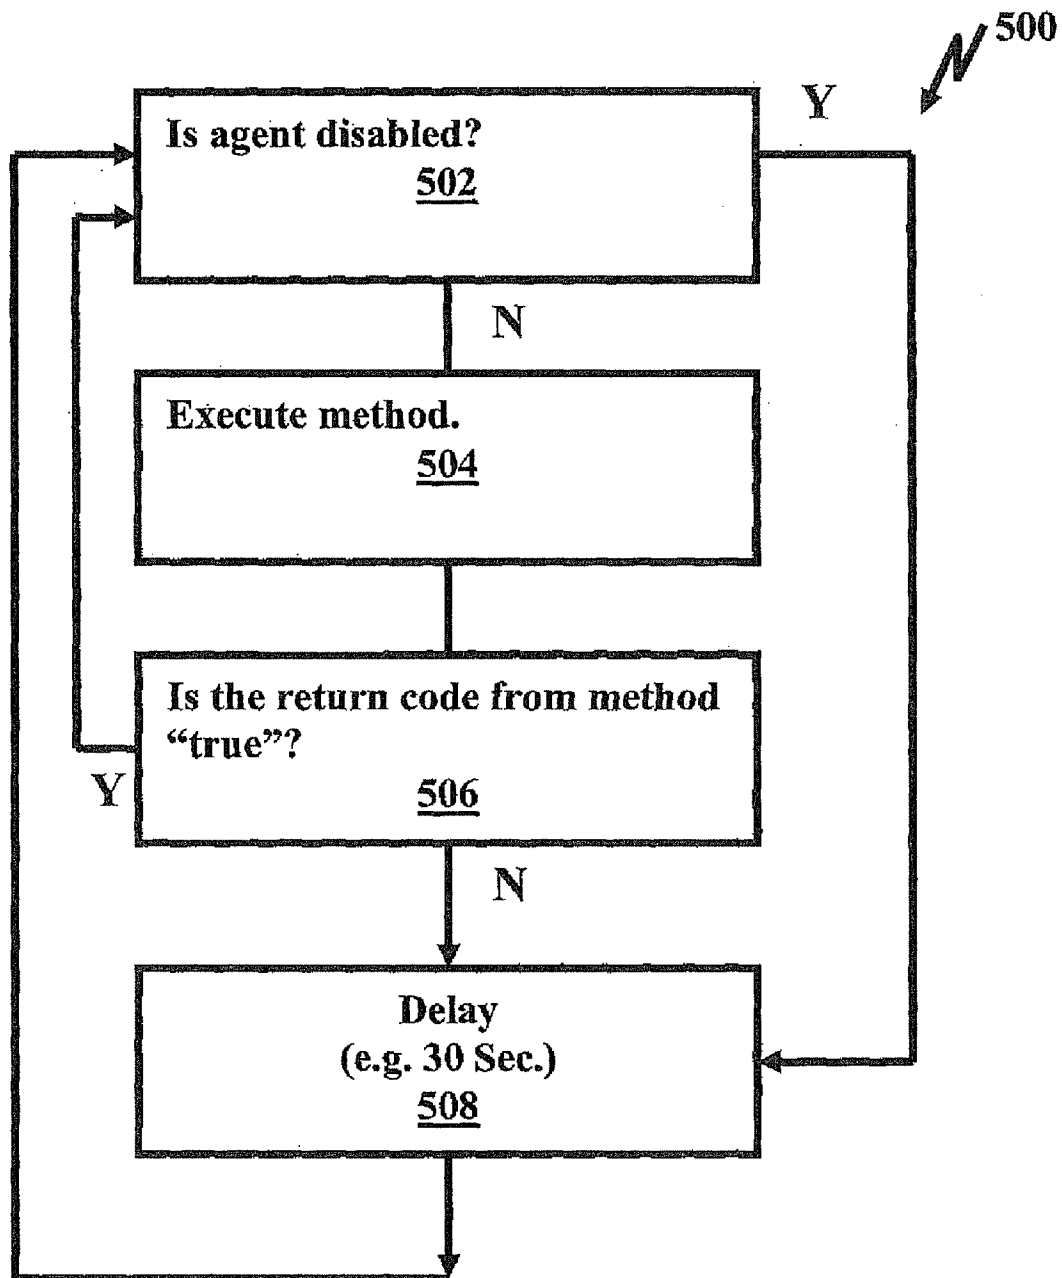 500
Y
Is agent disabled?
502
N
Execute method.
504
Is the return code from method
“true”?
Y
506
N
Delay
(e.g. 30 Sec.)
508